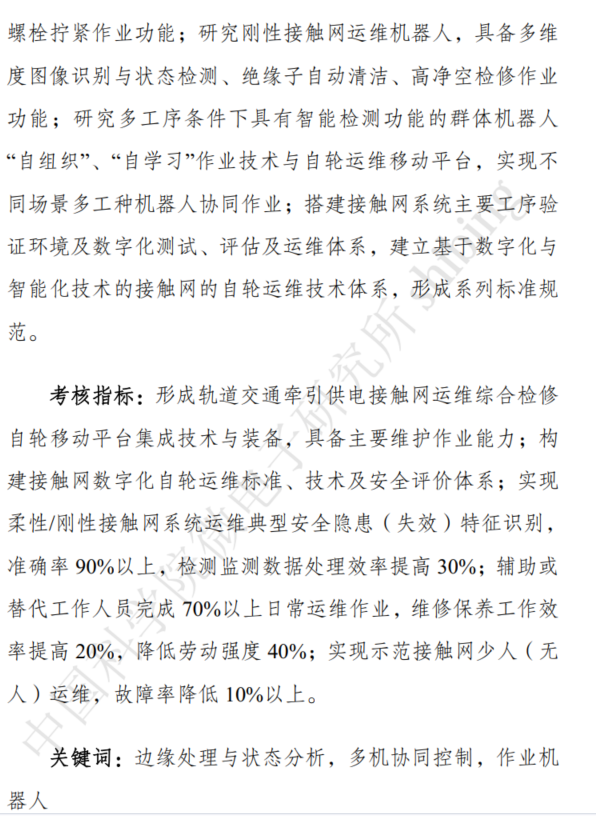 螺栓拧紧作业功能；研究刚性接触网运维机器人，具备多维
度图像识别与状态检测、绝缘子自动清洁、高净空检修作业
功能；研究多工序条件下具有智能检测功能的群体机器人
“自组织”、“自学习”作业技术与自轮运维移动平台，实现不
同场景多工种机器人协同作业；搭建接触网系统主要工序验
证环境及数字化测试、评估及运维体系，建立基于数字化与
智能化技术的接触网的自轮运维技术体系，形成系列标准规
范。
考核指标：形成轨道交通牵引供电接触网运维综合检修
自轮移动平台集成技术与装备，具备主要维护作业能力；构
建接触网数字化自轮运维标准、技术及安全评价体系；实现
柔性/刚性接触网系统运维典型安全隐患（失效）特征识别，
准确率 90%以上，检测监测数据处理效率提高 30%；辅助或
替代工作人员完成 70%以上日常运维作业，维修保养工作效
率提高 20%，降低劳动强度 40%；实现示范接触网少人（无
人）运维，故障率降低 10%以上。
关键词：边缘处理与状态分析，多机协同控制，作业机
器人
中国科学院微电子研究所 shibing